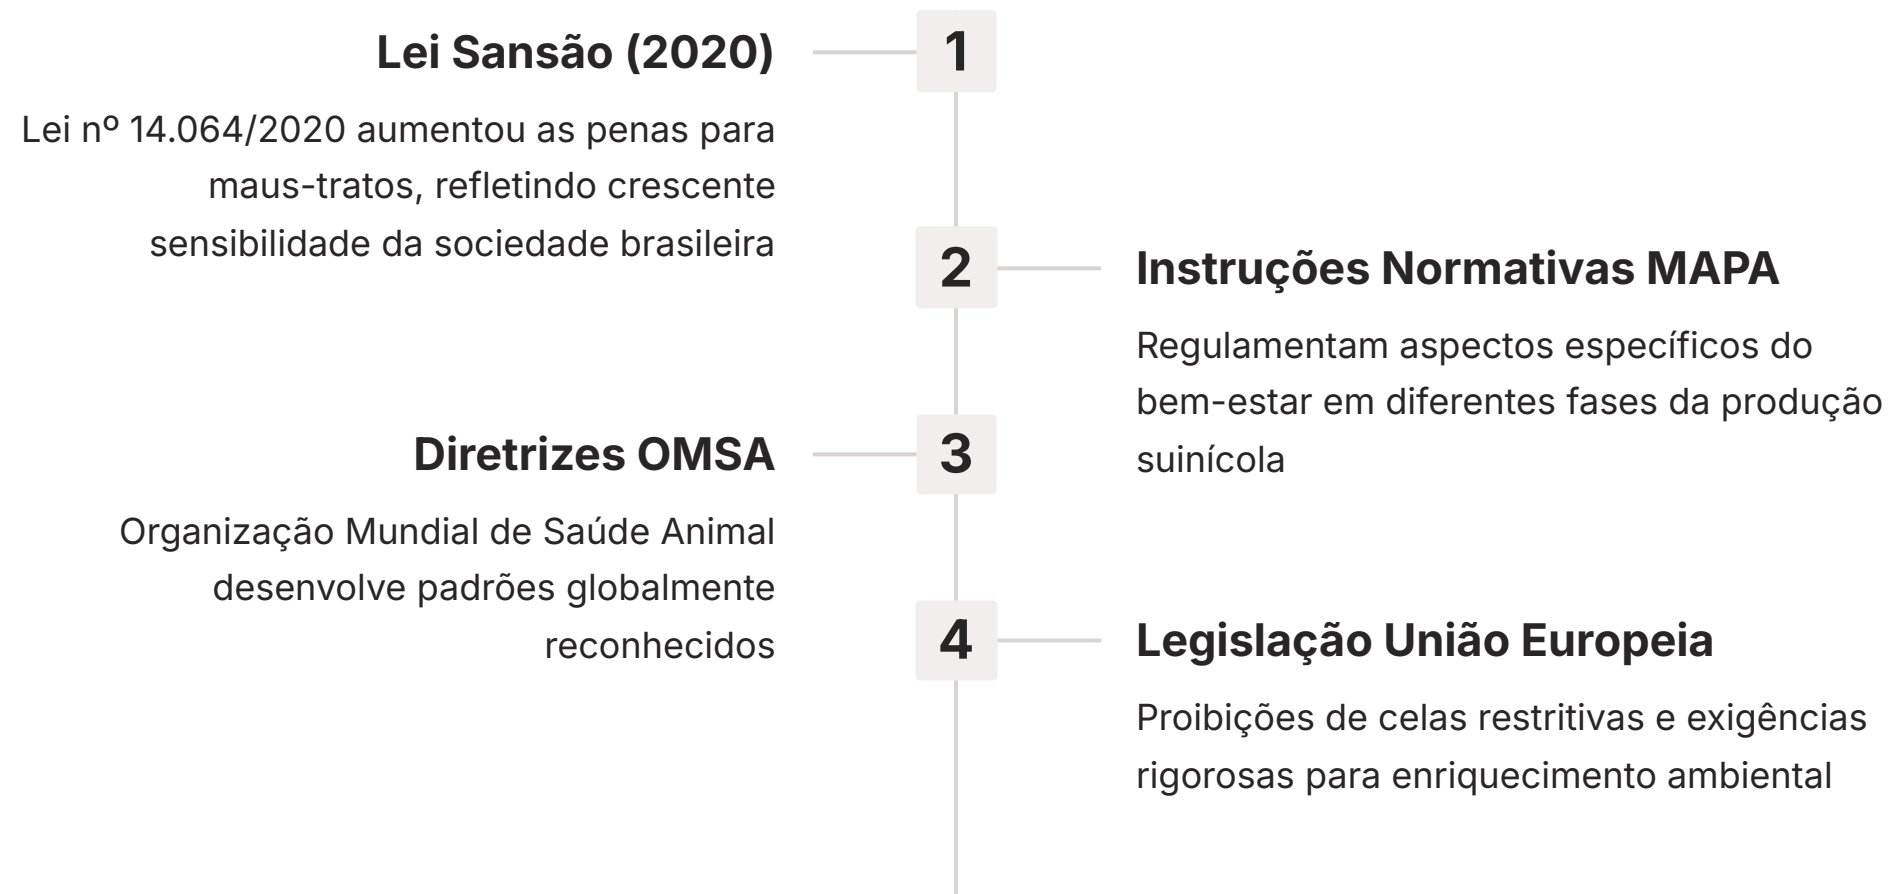 Lei Sansão (2020)
1
Lei nº 14.064/2020 aumentou as penas para
maus-tratos, refletindo crescente
sensibilidade da sociedade brasileira
2
Instruções Normativas MAPA
Regulamentam aspectos específicos do
bem-estar em diferentes fases da produção
suinícola
Diretrizes OMSA
3
Organização Mundial de Saúde Animal
desenvolve padrões globalmente
reconhecidos
4
Legislação União Europeia
Proibições de celas restritivas e exigências
rigorosas para enriquecimento ambiental